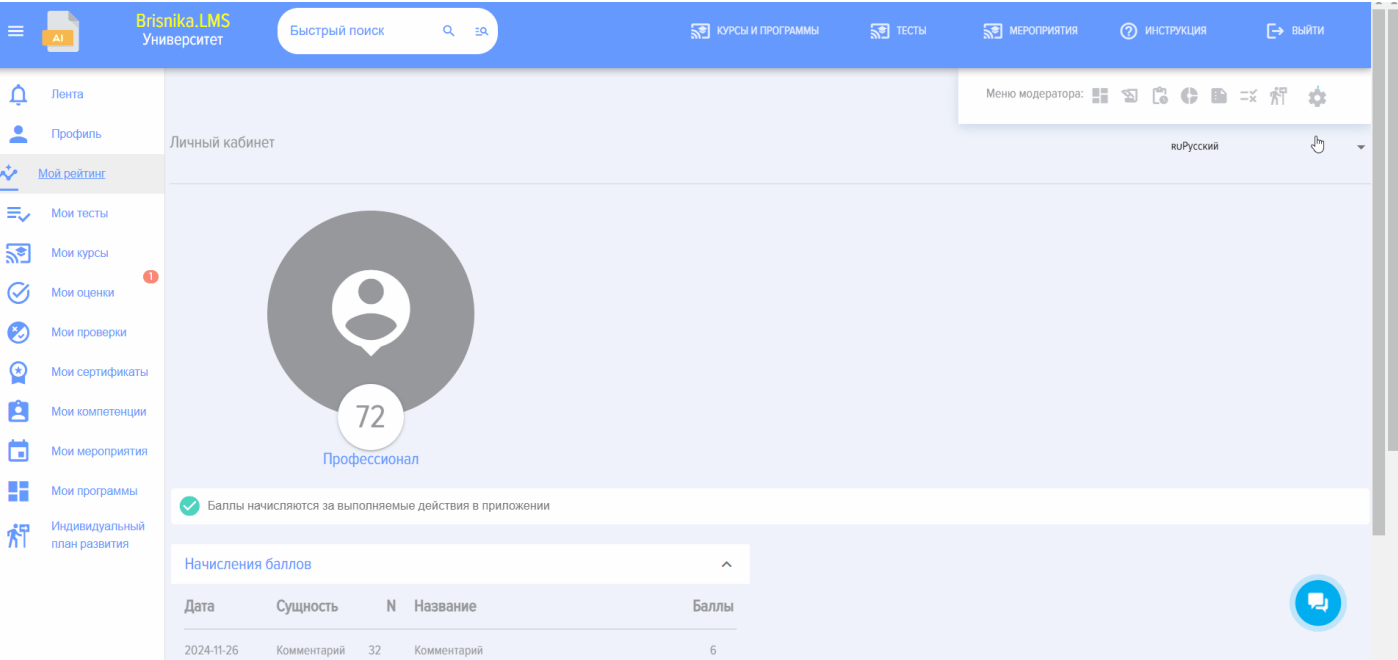 AI
Brisnika.LMS
Университет
Быстрый поиск
КУРСЫ И ПРОГРАММЫ
ТЕСТЫ
МЕРОПРИЯТИЯ
ИНСТРУКЦИЯ
ВЫЙТИ
Меню модератора:
Лента
Профиль
Мой рейтинг
Мои тесты
Мои курсы
1
Мои оценки
Мои проверки
Мои сертификаты
Мои компетенции
Мои мероприятия
Мои программы
Индивидуальный
план развития
Личный кабинет
RUРусский
72
Профессионал
Баллы начисляются за выполняемые действия в приложении
Начисления баллов
Дата Сущность N Название Баллы
2024-11-26 Комментарий 32 Комментарий 6